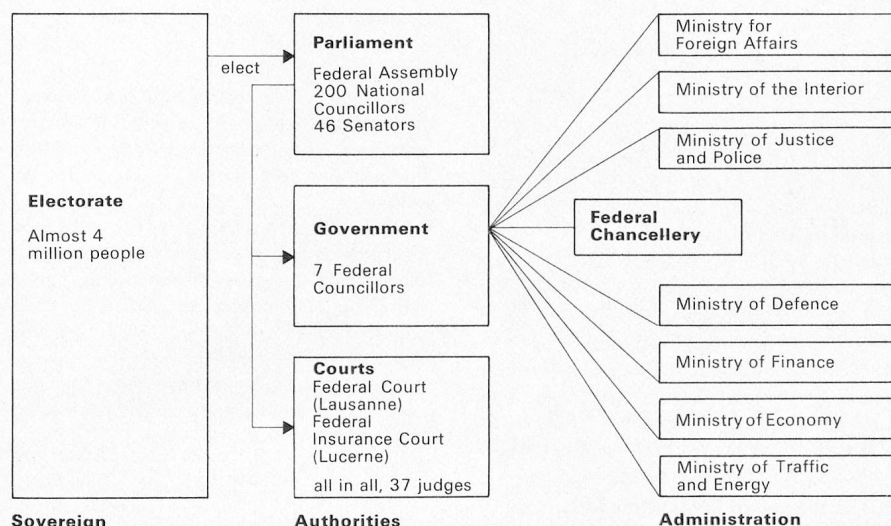 Electorate
Almost 4
million people
Sovereign
elect
Parliament
Federal Assembly
200 National
Councillors
46 Senators
Government
7 Federal
Councillors
Courts
Federal Court
(Lausanne)
Federal
Insurance Court
(Lucerne)
all in all, 37 judges
Authorities
Federal
Chancellery
Ministry for
Foreign Affairs
Ministry of the Interior
Ministry of Justice
and Police
Ministry of Defence
Ministry of Finance
Ministry of Economy
Ministry of Traffic
and Energy
Administration